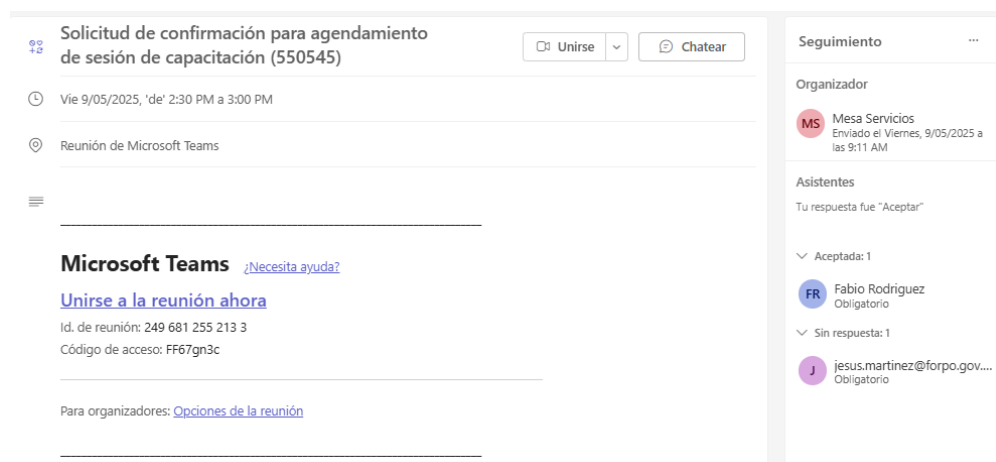 Solicitud de confirmación para agendamiento
de sesión de capacitación (550545)
Unirse
Chatear
Vie 9/05/2025, 'de' 2:30 PM a 3:00 PM
Reunión de Microsoft Teams
Microsoft Teams ¿Necesita ayuda?
Unirse a la reunión ahora
Id. de reunión: 249 681 255 213 3
Código de acceso: FF67gn3c
Para organizadores: Opciones de la reunión
Seguimiento ...
Organizador
MS Mesa Servicios
Enviado el Viernes, 9/05/2025 a
las 9:11 AM
Asistentes
Tu respuesta fue "Aceptar"
Aceptada: 1
FR Fabio Rodriguez
Obligatorio
Sin respuesta: 1
J jesus.martinez@forpo.gov....
Obligatorio